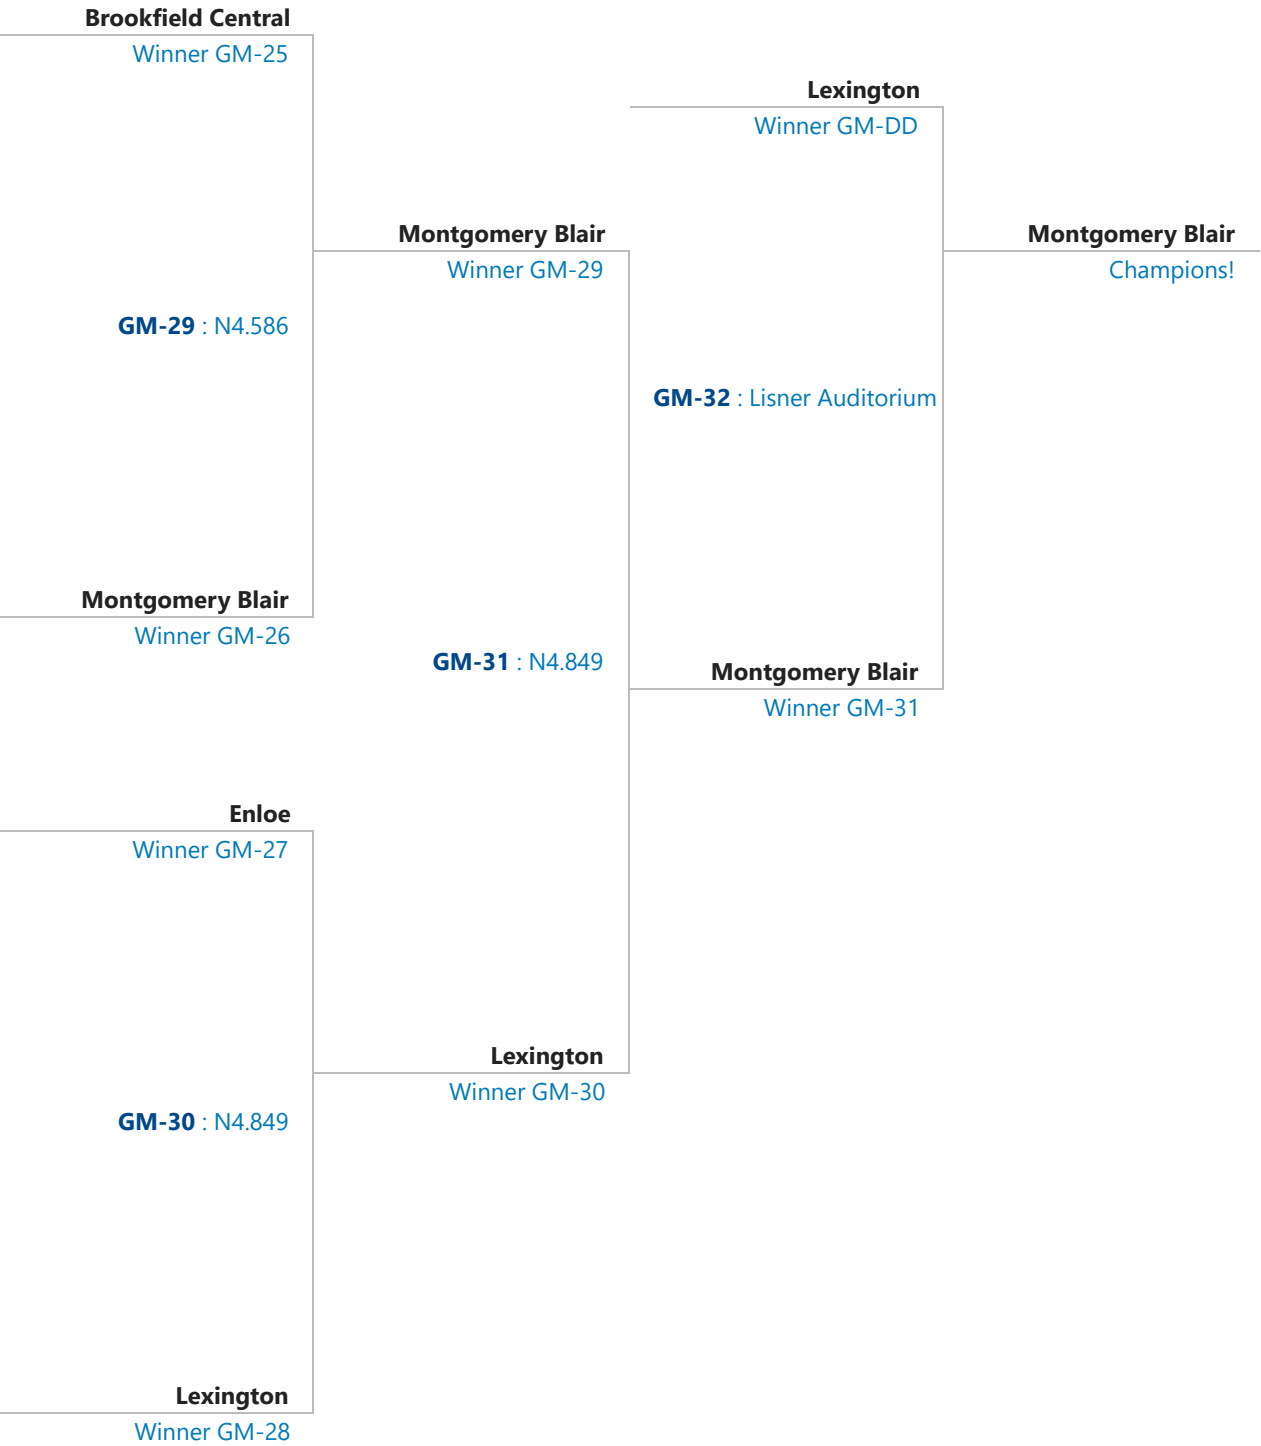 Brookfield Central
Winner GM-25
Lexington
Winner GM-DD
Montgomery Blair
Winner GM-29
Montgomery Blair
Champions!
GM-29 : N4.586
GM-32 : Lisner Auditorium
Montgomery Blair
Winner GM-26
GM-31 : N4.849
Montgomery Blair
Winner GM-31
Enloe
Winner GM-27
Lexington
Winner GM-30
GM-30 : N4.849
Lexington
Winner GM-28